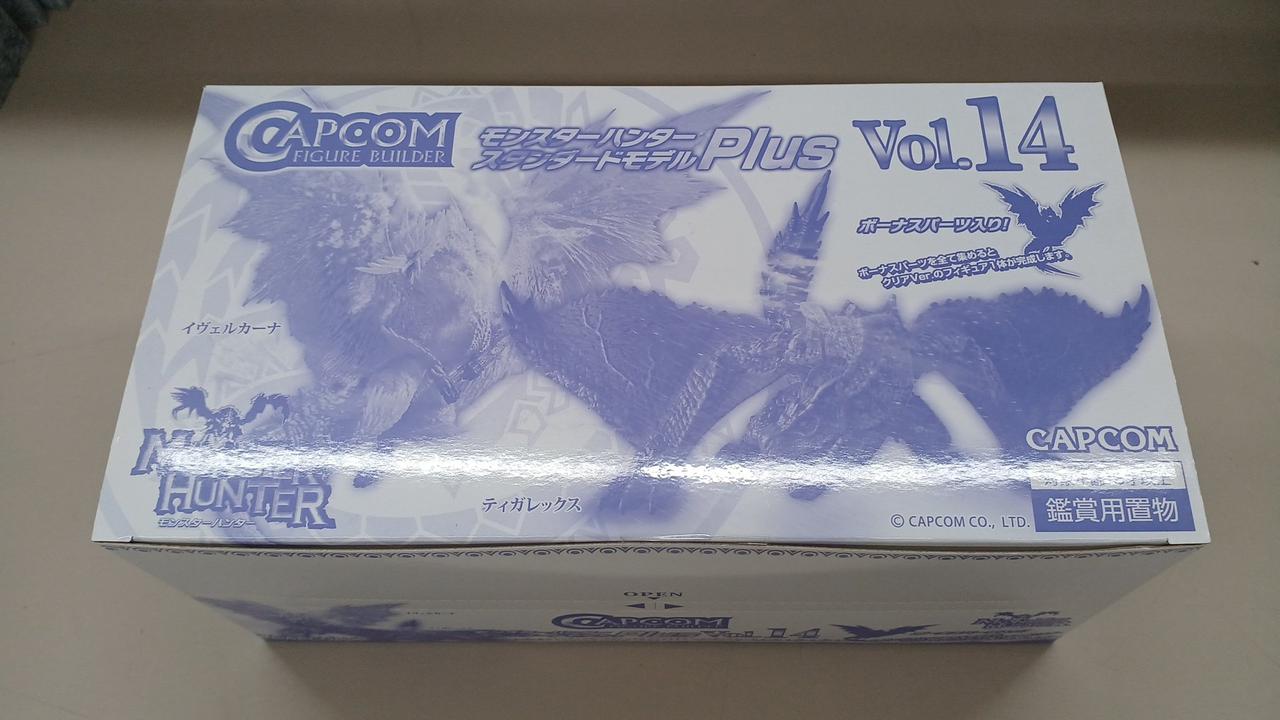 CAPCOM
FIGURE BUILDER
モンスターハンター
スタンダードモデル Plus Vol.14
ボーナスパーツ入り!
ボーナスパーツを全て集めると
クリアVer.のフィギュア1体が完成します。
イヴェルカーナ
ティガレックス
HUNTER
モンスターハンター
CAPCOM
鑑賞用置物
© CAPCOM CO., LTD.
OPEN
CAPCOM
14